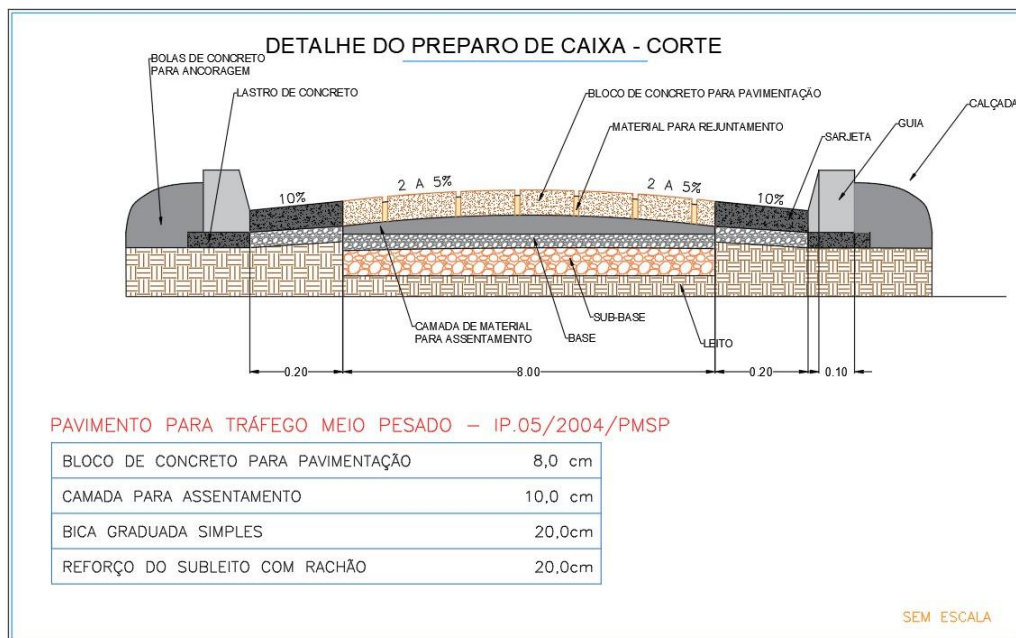 DETALHE DO PREPARO DE CAIXA - CORTE
BOLAS DE CONCRETO
PARA ANCORAGEM
LASTRO DE CONCRETO
BLOCO DE CONCRETO PARA PAVIMENTAÇÃO
MATERIAL PARA REJUNTAMENTO
SARJETA
GUIA
CALÇADA
10%
2 A 5%
2 A 5%
10%
CAMADA DE MATERIAL
PARA ASSENTAMENTO
BASE
SUB-BASE
LEITO
0.20
8.00
0.20
0.10
PAVIMENTO PARA TRÁFEGO MEIO PESADO – IP.05/2004/PMSP
BLOCO DE CONCRETO PARA PAVIMENTAÇÃO 8,0 cm
CAMADA PARA ASSENTAMENTO 10,0 cm
BICA GRADUADA SIMPLES 20,0cm
REFORÇO DO SUBLEITO COM RACHÃO 20,0cm
SEM ESCALA